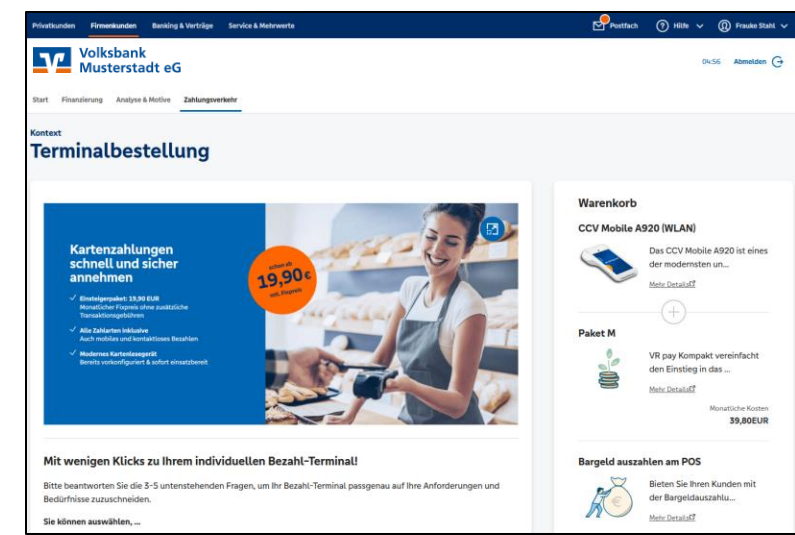 Privatkunden Firmenkunden Banking & Verträge Service & Mehrwerte Postfach Hilfe Frauke Stahl
Volksbank
Musterstadt eG
04:56 Abmelden
Start Finanzierung Analyse & Motive Zahlungsverkehr
Kontext
Terminalbestellung
Kartenzahlungen
schnell und sicher
annehmen
Einsteigerpaket: 19,90 EUR
Monatlicher Fixpreis ohne zusätzliche
Transaktionsgebühren
Alle Zahlarten inklusive
Auch mobiles und kontaktloses Bezahlen
Modernes Kartenlesegerät
Bereits vorkonfiguriert & sofort einsatzbereit
schon ab
19,90 €
mtl. Fixpreis
Mit wenigen Klicks zu Ihrem individuellen Bezahl-Terminal!
Bitte beantworten Sie die 3-5 untenstehenden Fragen, um Ihr Bezahl-Terminal passgenau auf Ihre Anforderungen und
Bedürfnisse zuzuschneiden.
Sie können auswählen, ...
Warenkorb
CCV Mobile A920 (WLAN)
Das CCV Mobile A920 ist eines
der modernsten un...
Mehr Details
Paket M
VR pay Kompakt vereinfacht
den Einstieg in das ...
Mehr Details
Monatliche Kosten
39,80EUR
Bargeld auszahlen am POS
Bieten Sie Ihren Kunden mit
der Bargeldauszahlu...
Mehr Details